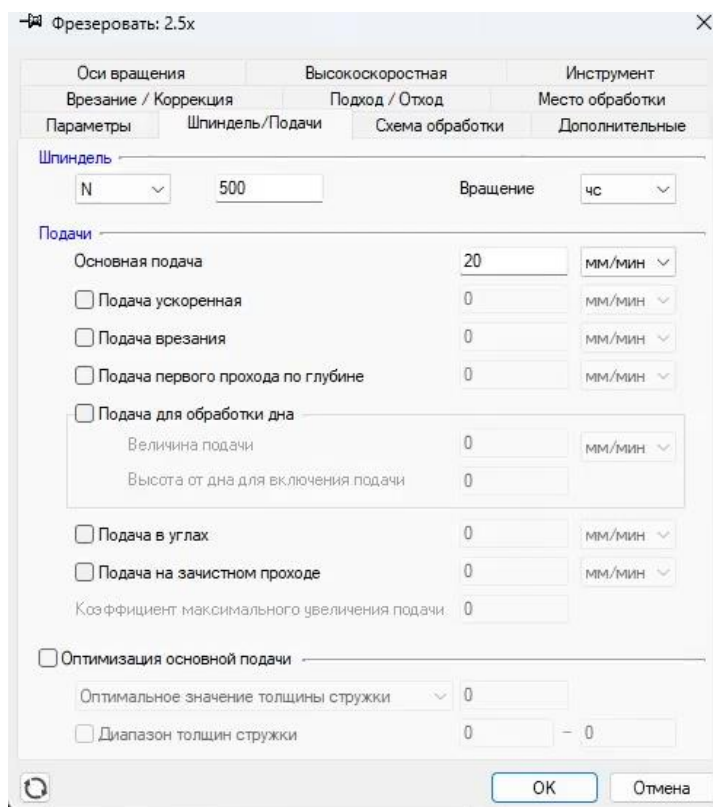 Фрезеровать: 2.5x
Оси вращения Высокоскоростная Инструмент
Врезание / Коррекция Подход / Отход Место обработки
Параметры Шпиндель/Подачи Схема обработки Дополнительные
Шпиндель
N 500 Вращение чс
Подачи
Основная подача 20 мм/мин
Подача ускоренная 0 мм/мин
Подача врезания 0 мм/мин
Подача первого прохода по глубине 0 мм/мин
Подача для обработки дна
Величина подачи 0 мм/мин
Высота от дна для включения подачи 0
Подача в углах 0 мм/мин
Подача на зачистном проходе 0 мм/мин
Коэффициент максимального увеличения подачи 0
Оптимизация основной подачи
Оптимальное значение толщины стружки 0
Диапазон толщин стружки 0 – 0
OK Отмена